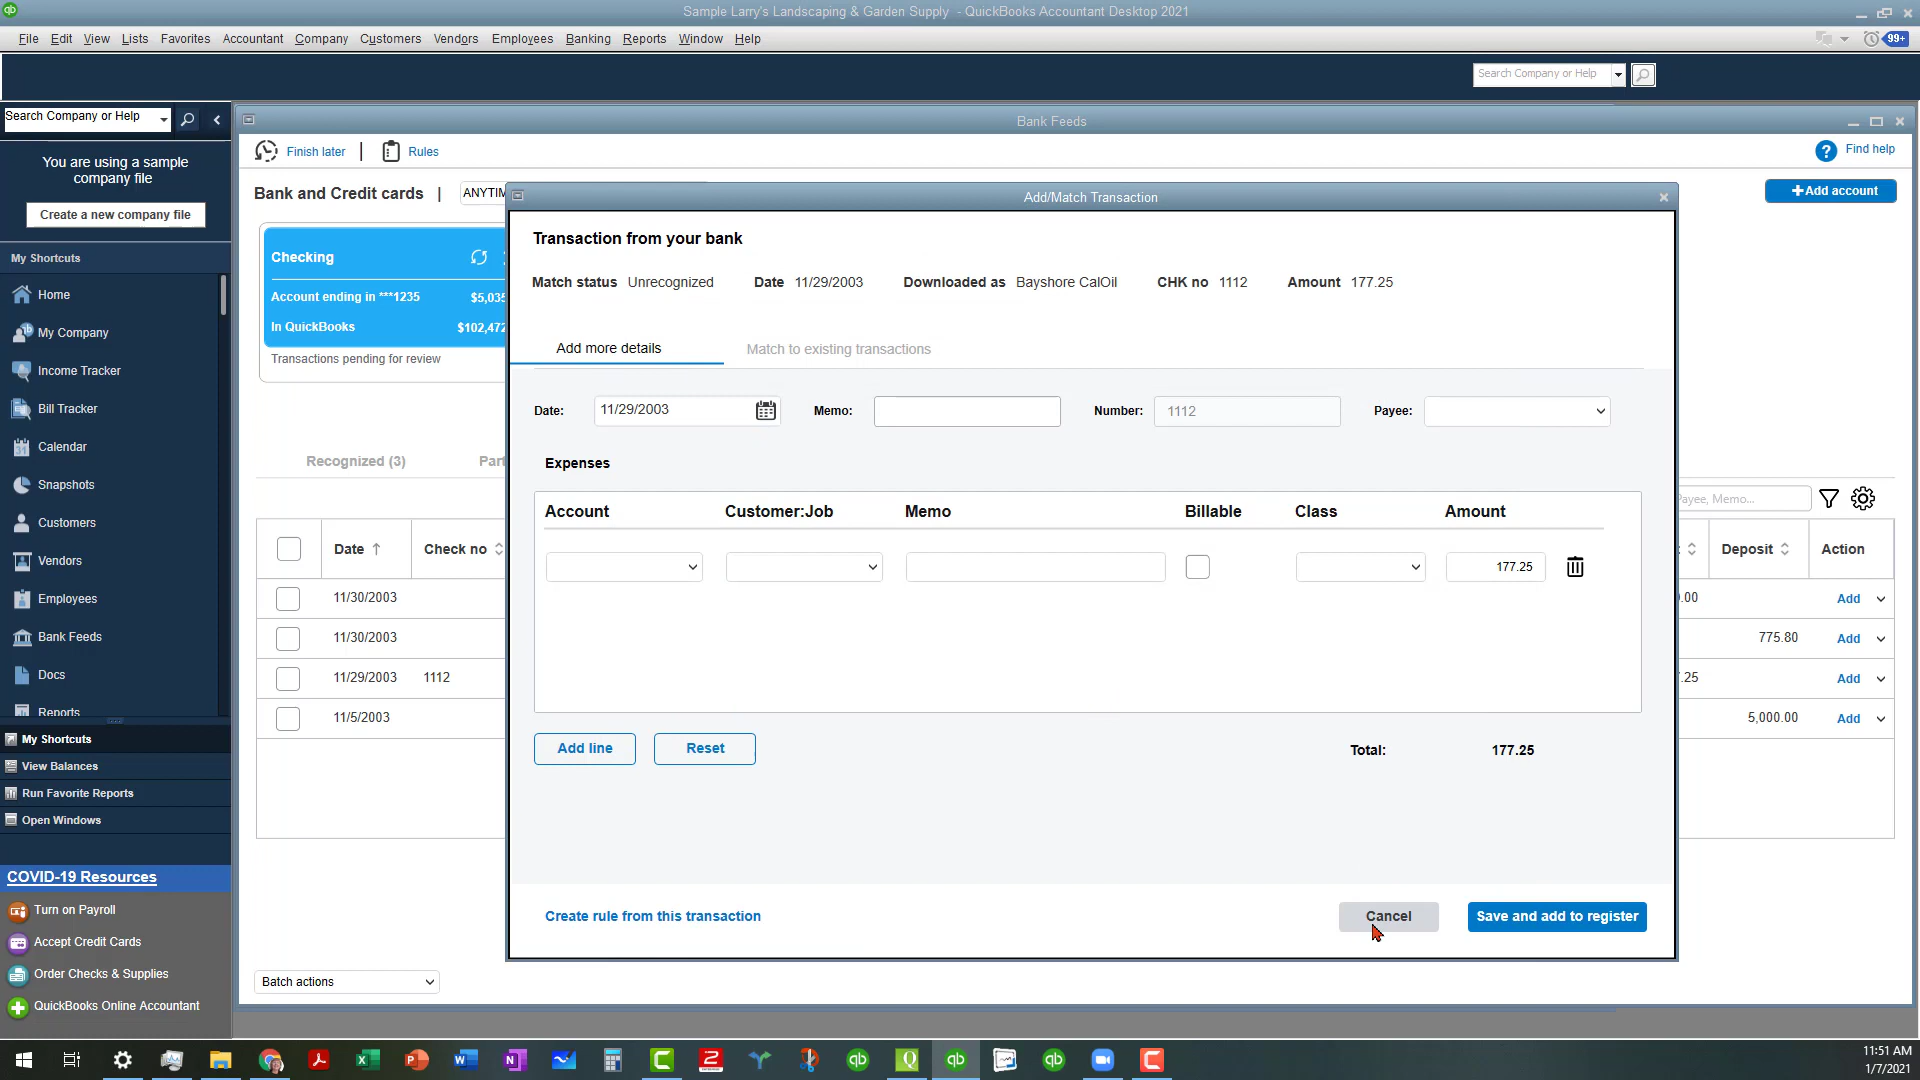 Sample Larry's Landscaping & Garden Supply - QuickBooks Accountant Desktop 2021
File Edit View Lists Favorites Accountant Company Customers Vendors Employees Banking Reports Window Help
99+
Search Company or Help
Search Company or Help
You are using a sample
company file
Create a new company file
My Shortcuts
Home
My Company
Income Tracker
Bill Tracker
Calendar
Snapshots
Customers
Vendors
Employees
Bank Feeds
Docs
Reports
My Shortcuts
View Balances
Run Favorite Reports
Open Windows
COVID-19 Resources
Turn on Payroll
Accept Credit Cards
Order Checks & Supplies
QuickBooks Online Accountant
Bank Feeds
Finish later | Rules
Find help
Bank and Credit cards | ANYTIM
Add account
Checking
Account ending in ***1235 $5,035
In QuickBooks $102,472
Transactions pending for review
Recognized (3) Part
Payee, Memo...
Date Check no Deposit Action
11/30/2003 .00 Add
11/30/2003 775.80 Add
11/29/2003 1112 .25 Add
11/5/2003 5,000.00 Add
Batch actions
Add/Match Transaction
Transaction from your bank
Match status Unrecognized Date 11/29/2003 Downloaded as Bayshore CalOil CHK no 1112 Amount 177.25
Add more details Match to existing transactions
Date: 11/29/2003 Memo: Number: 1112 Payee:
Expenses
Account Customer:Job Memo Billable Class Amount
177.25
Add line Reset Total: 177.25
Create rule from this transaction Cancel Save and add to register
11:51 AM
1/7/2021